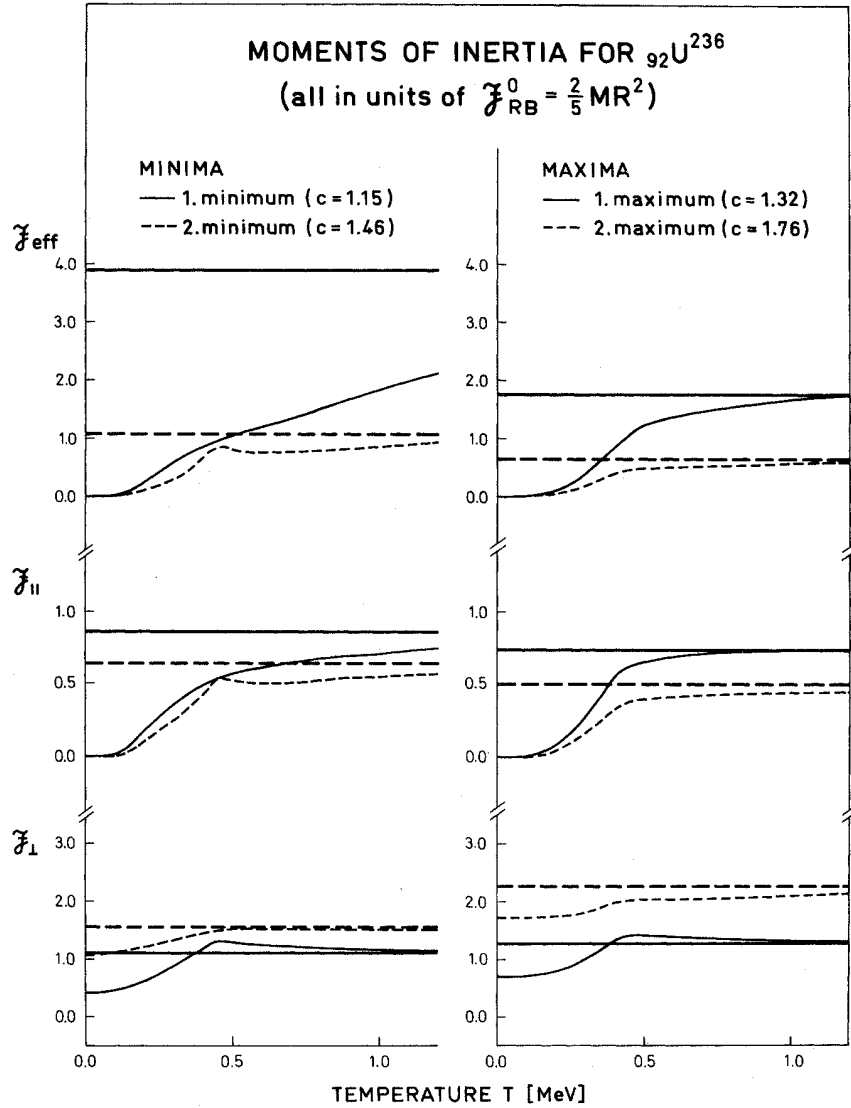 MOMENTS OF INERTIA FOR ₉₂U²³⁶
(all in units of ℱ⁰_RB = 2/5 MR²)
MINIMA
1. minimum (c=1.15)
2. minimum (c=1.46)
MAXIMA
1. maximum (c=1.32)
2. maximum (c=1.76)
ℱeff
4.0
3.0
2.0
1.0
0.0
4.0
3.0
2.0
1.0
0.0
ℱ∥
1.0
0.5
0.0
1.0
0.5
0.0
ℱ⊥
3.0
2.0
1.0
0.0
3.0
2.0
1.0
0.0
0.0
0.5
1.0
0.0
0.5
1.0
TEMPERATURE T [MeV]